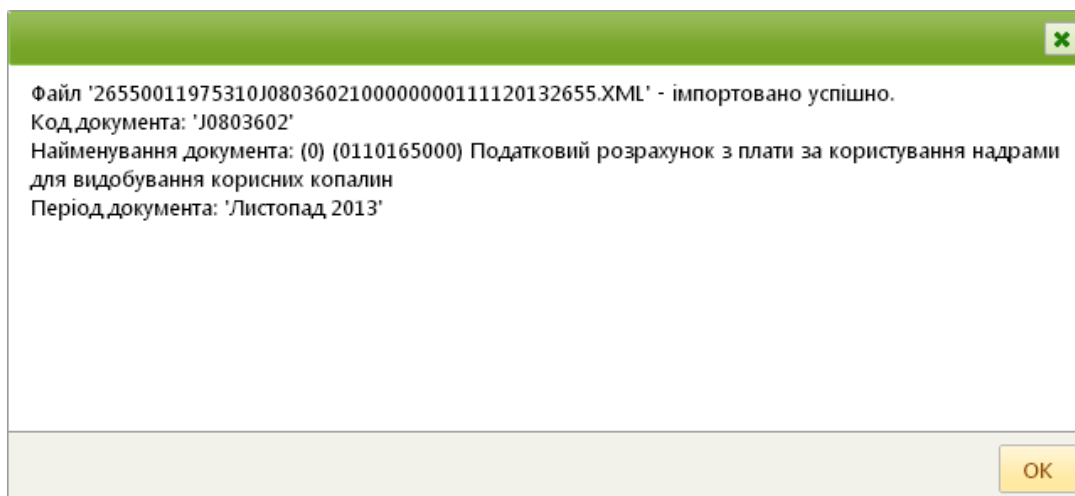 Файл '26550011975310J0803602100000000111120132655.XML' - імпортовано успішно.
Код документа: 'J0803602'
Найменування документа: (0) (0110165000) Податковий розрахунок з плати за користування надрами
для видобування корисних копалин
Період документа: 'Листопад 2013'
ОК